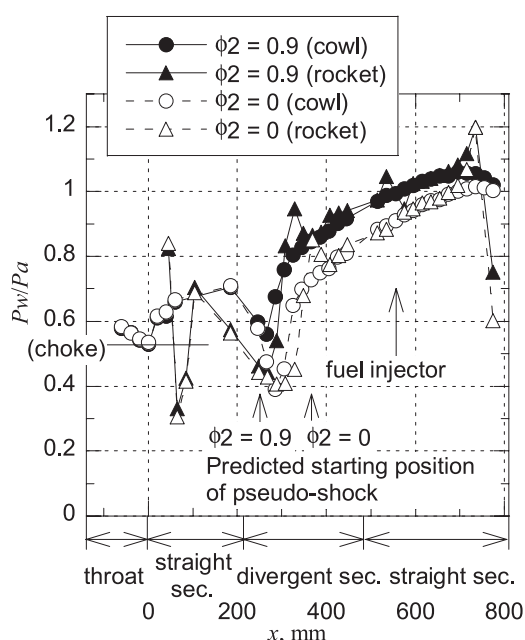 ϕ2 = 0.9 (cowl)
ϕ2 = 0.9 (rocket)
ϕ2 = 0 (cowl)
ϕ2 = 0 (rocket)
1.2
1
0.8
0.6
(choke)
0.4
0.2
0
Pw/Pa
fuel injector
ϕ2 = 0.9
ϕ2 = 0
Predicted starting position
of pseudo-shock
throat
straight
sec.
divergent sec.
straight sec.
0
200
400
600
800
x, mm